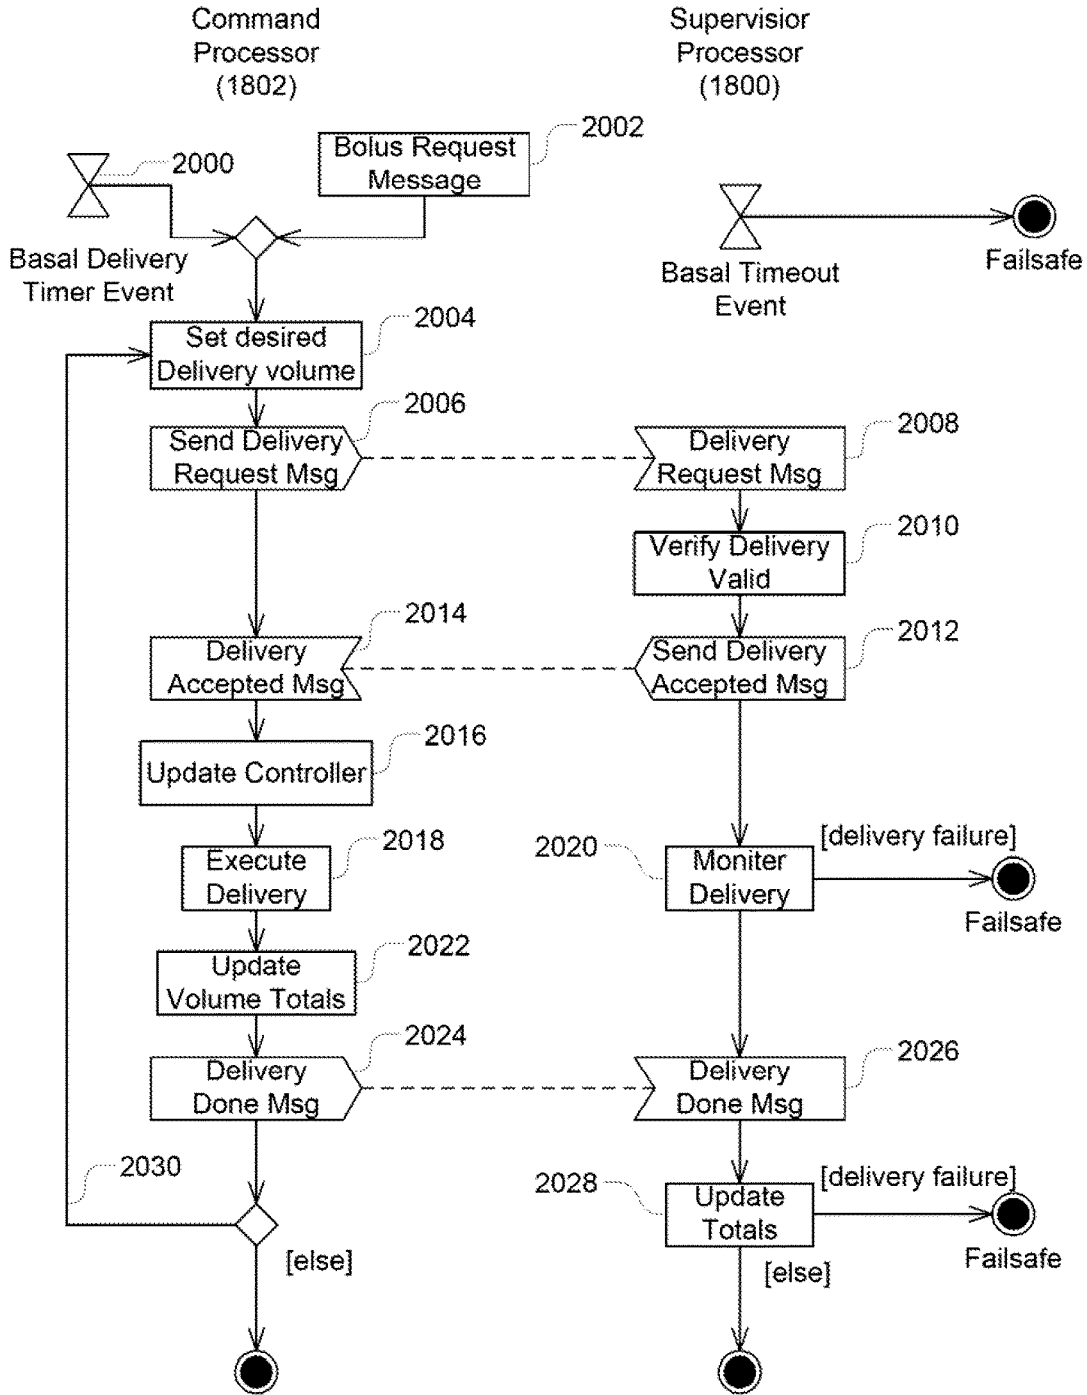 Command
Processor
(1802)
Supervisior
Processor
(1800)
2000
Bolus Request
Message
2002
Basal Delivery
Timer Event
Basal Timeout
Event
Failsafe
Set desired
Delivery volume
2004
Send Delivery
Request Msg
2006
Delivery
Request Msg
2008
Verify Delivery
Valid
2010
Delivery
Accepted Msg
2014
Send Delivery
Accepted Msg
2012
Update Controller
2016
Execute
Delivery
2018
2020
Moniter
Delivery
[delivery failure]
Failsafe
Update
Volume Totals
2022
Delivery
Done Msg
2024
Delivery
Done Msg
2026
2030
[else]
2028
Update
Totals
[delivery failure]
Failsafe
[else]